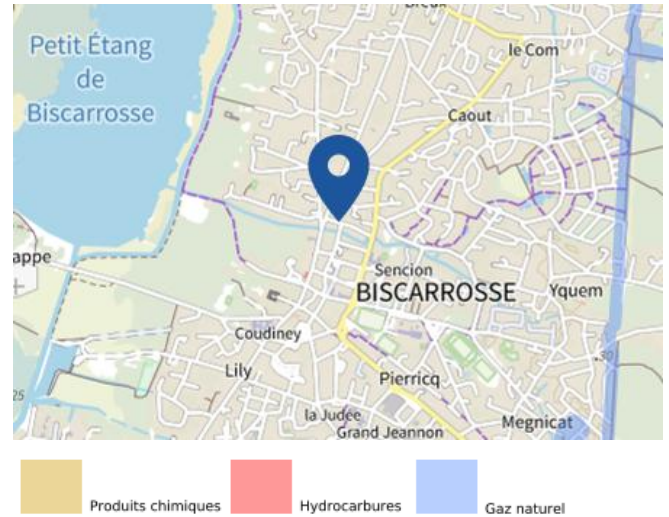 Petit Étang
de
Biscarrosse
le Com
Caout
appe
Sencion
BISCARROSSE
Yquem
Coudiney
Lily
30
Pierricq
25
la Judée
Megnicat
Grand Jeannon
Produits chimiques
Hydrocarbures
Gaz naturel